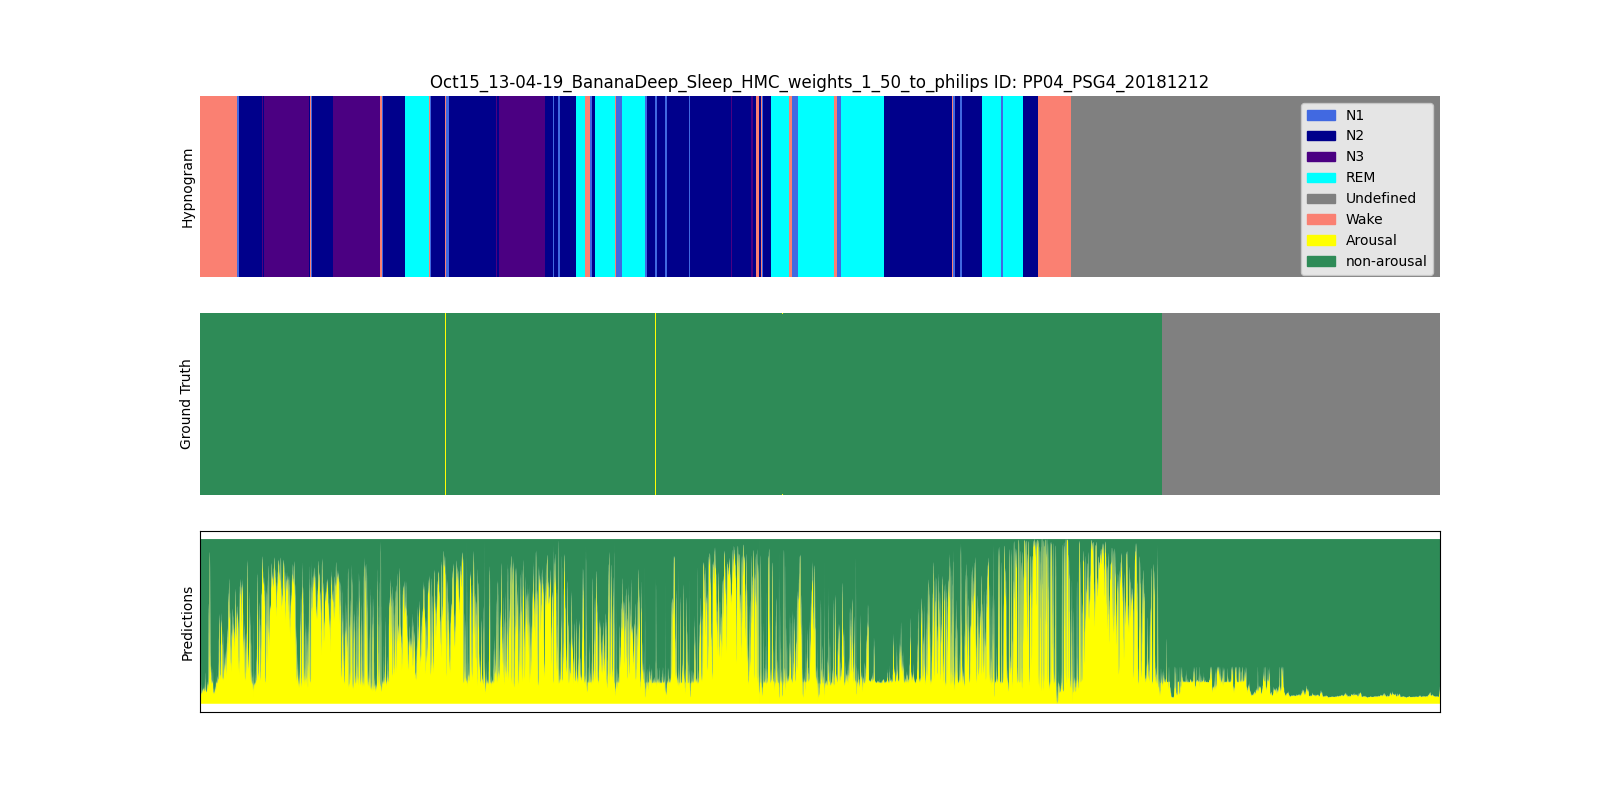 Oct15_13-04-19_BananaDeep_Sleep_HMC_weights_1_50_to_philips ID: PP04_PSG4_20181212
Hypnogram
N1
N2
N3
REM
Undefined
Wake
Arousal
non-arousal
Ground Truth
Predictions